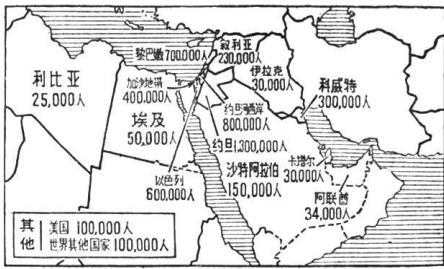 黎巴嫩700,000人
叙利亚
230,000人
伊拉克
30,000人
科威特
300,000人
利比亚
25,000人
加沙地带
400,000人
埃及
50,000人
约旦河西岸
800,000人
约旦1,300,000人
以色列
600,000人
沙特阿拉伯
150,000人
卡塔尔
30,000人
阿联酋
34,000人
其他
美国 100,000人
世界其他国家 100,000人